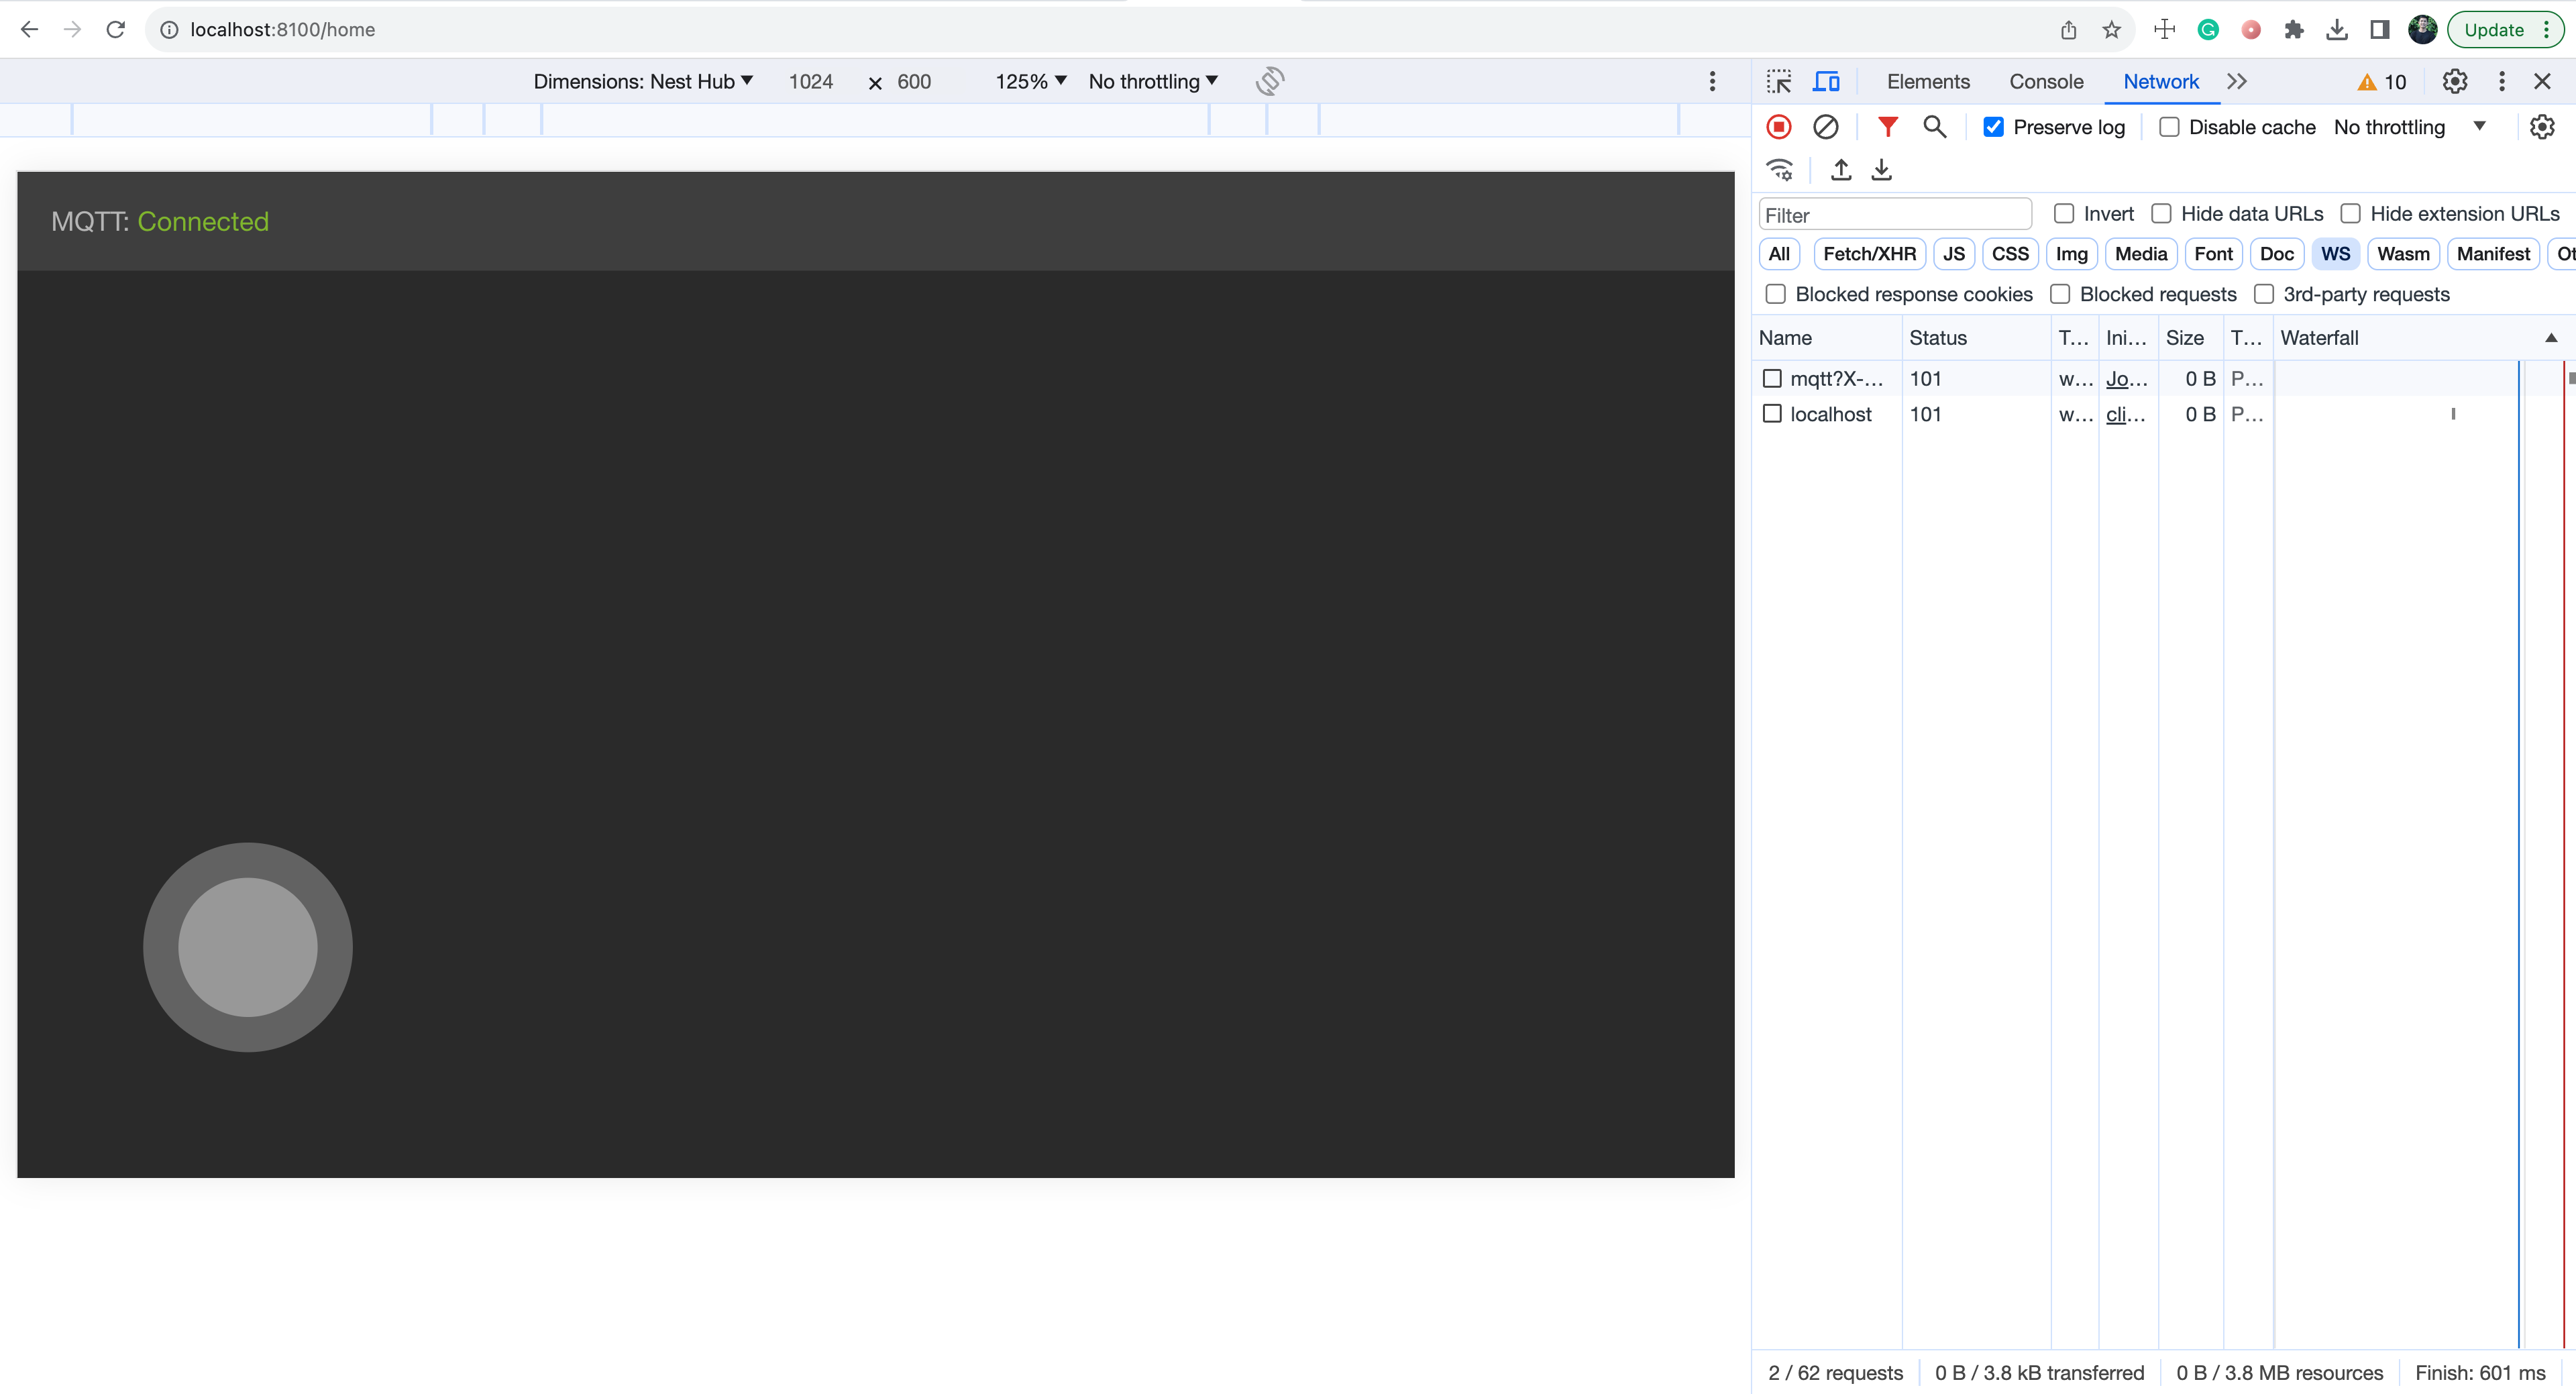 localhost:8100/home
Update
Dimensions: Nest Hub 1024 × 600 125% No throttling
Elements Console Network 10
Preserve log Disable cache No throttling
MQTT: Connected
Filter Invert Hide data URLs Hide extension URLs
All Fetch/XHR JS CSS Img Media Font Doc WS Wasm Manifest Ot
Blocked response cookies Blocked requests 3rd-party requests
Name Status T... Ini... Size T... Waterfall
mqtt?X-... 101 w... Jo... 0 B P...
localhost 101 w... cli... 0 B P...
2 / 62 requests 0 B / 3.8 kB transferred 0 B / 3.8 MB resources Finish: 601 ms